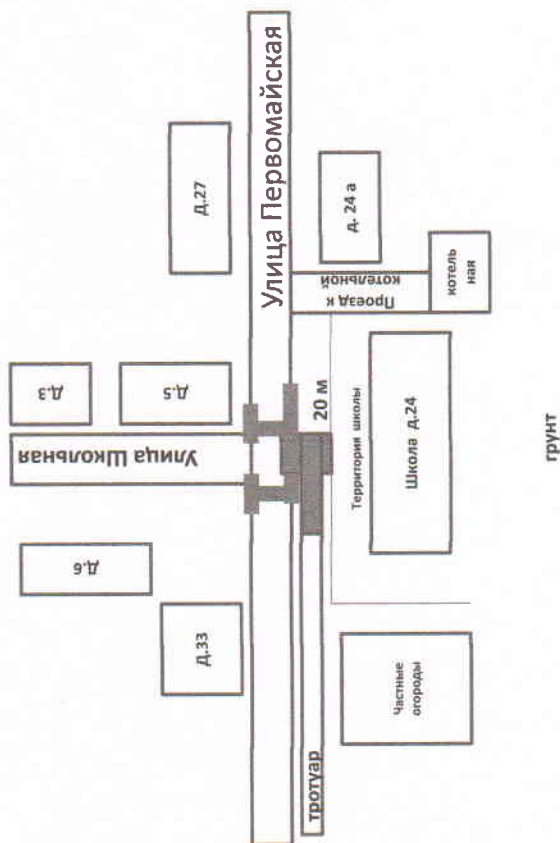 Улица Первомайская
Д.27
д. 24 а
Проезд к
котельной
котель
ная
Д.3
Д.5
Улица Школьная
20 м
Территория школы
Школа д.24
грунт
Д.6
Д.33
Частные
огороды
тротуар